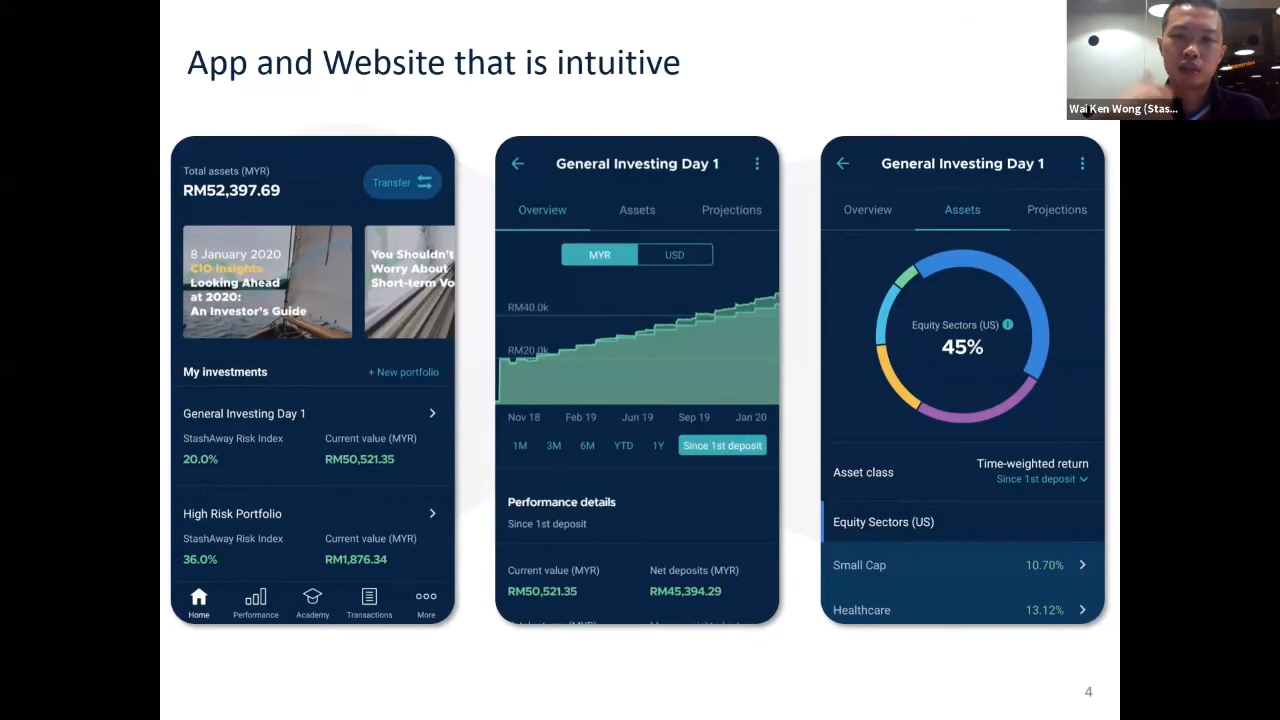 App and Website that is intuitive
Wai Ken Wong (Stas...
Total assets (MYR)
RM52,397.69
Transfer
8 January 2020
CIO Insights
Looking Ahead
at 2020:
An Investor's Guide
You Shouldn't
Worry About
Short-term Vo
My investments
+ New portfolio
General Investing Day 1
StashAway Risk Index
Current value (MYR)
20.0%
RM50,521.35
High Risk Portfolio
StashAway Risk Index
Current value (MYR)
36.0%
RM1,876.34
Home
Performance
Academy
Transactions
More
General Investing Day 1
Overview
Assets
Projections
MYR
USD
RM40.0k
RM20.0k
Nov 18
Feb 19
Jun 19
Sep 19
Jan 20
1M
3M
6M
YTD
1Y
Since 1st deposit
Performance details
Since 1st deposit
Current value (MYR)
Net deposits (MYR)
RM50,521.35
RM45,394.29
General Investing Day 1
Overview
Assets
Projections
Equity Sectors (US)
45%
Asset class
Time-weighted return
Since 1st deposit
Equity Sectors (US)
Small Cap
10.70%
Healthcare
13.12%
4